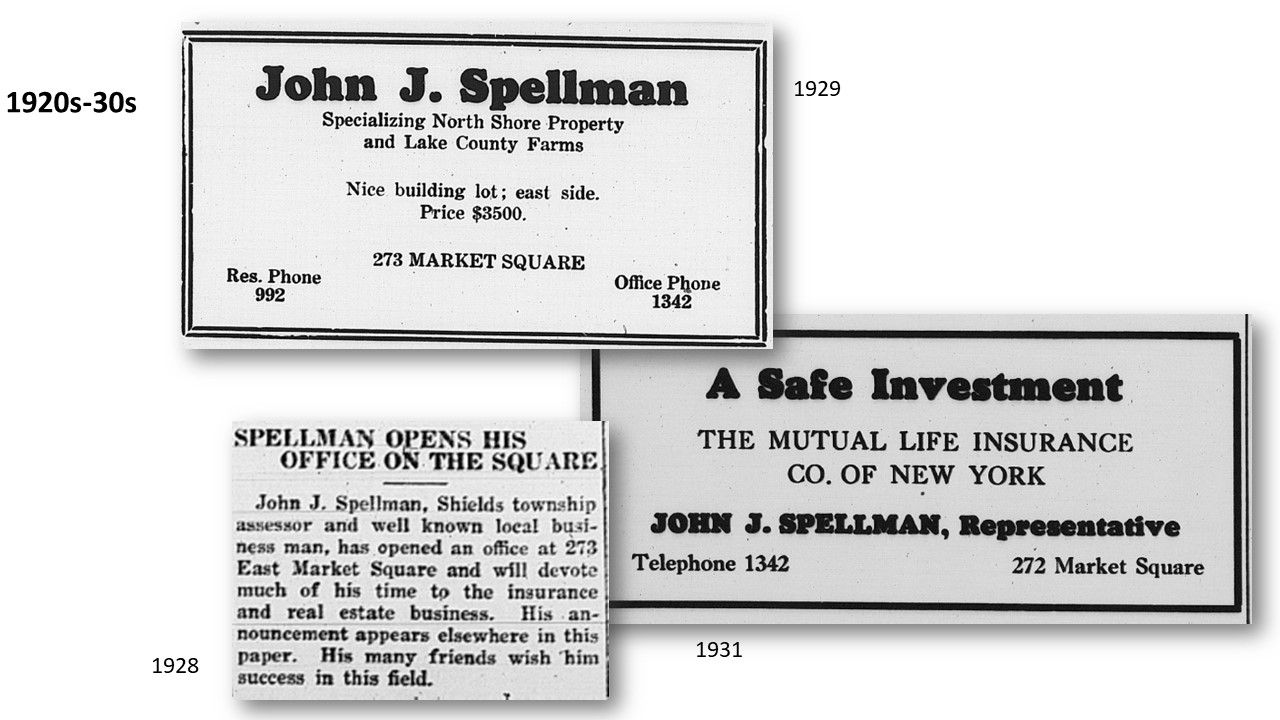 1920s-30s
John J. Spellman
Specializing North Shore Property
and Lake County Farms
Nice building lot; east side.
Price $3500.
273 MARKET SQUARE
Res. Phone
992
Office Phone
1342
1929
A Safe Investment
THE MUTUAL LIFE INSURANCE
CO. OF NEW YORK
JOHN J. SPELLMAN, Representative
Telephone 1342
272 Market Square
1931
SPELLMAN OPENS HIS
OFFICE ON THE SQUARE
John J. Spellman, Shields township
assessor and well known local busi-
ness man, has opened an office at 273
East Market Square and will devote
much of his time to the insurance
and real estate business. His an-
nouncement appears elsewhere in this
paper. His many friends wish him
success in this field.
1928